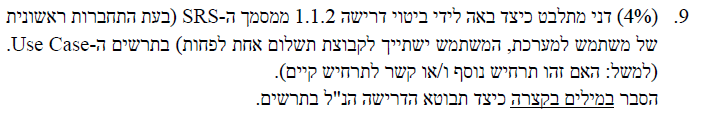 9. (4%) דני מתלבט כיצד באה לידי ביטוי דרישה 1.1.2 ממסמך ה-SRS (בעת התחברות ראשונית
של משתמש למערכת, המשתמש ישתייך לקבוצת תשלום אחת לפחות) בתרשים ה-Use Case.
(למשל: האם זהו תרחיש נוסף ו/או קשר לתרחיש קיים).
הסבר במילים בקצרה כיצד תבוטא הדרישה הנ"ל בתרשים.